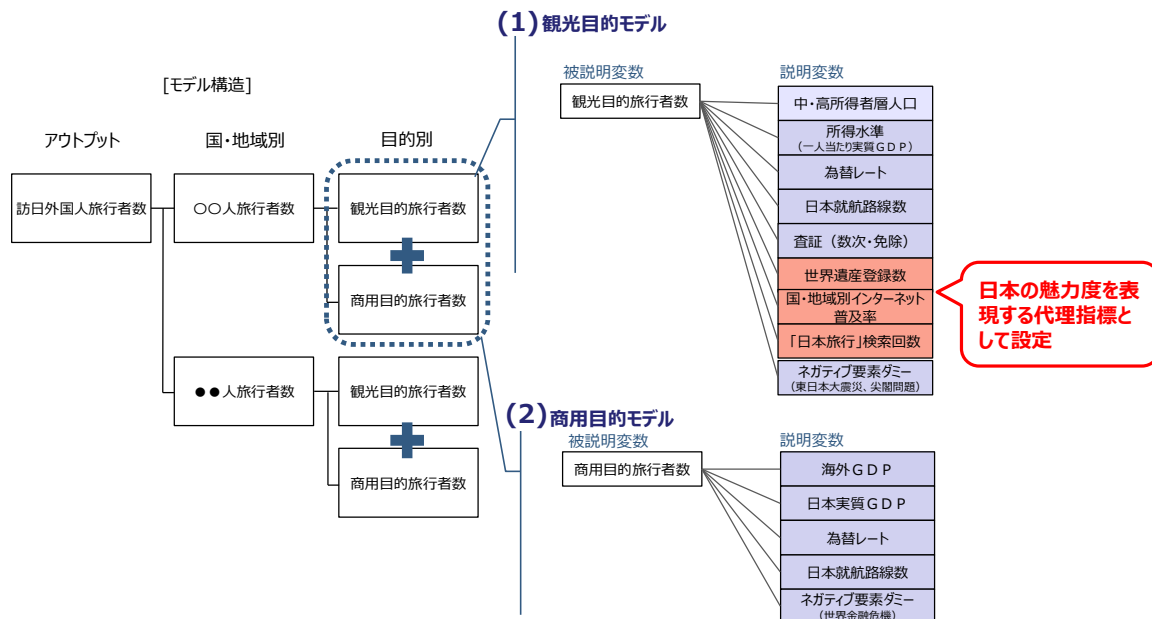 (1)観光目的モデル
[モデル構造]
アウトプット
国・地域別
目的別
訪日外国人旅行者数
〇〇人旅行者数
観光目的旅行者数
商用目的旅行者数
●●人旅行者数
観光目的旅行者数
商用目的旅行者数
被説明変数
説明変数
観光目的旅行者数
中・高所得者層人口
所得水準
(一人当たり実質GDP)
為替レート
日本就航路線数
査証(数次・免除)
世界遺産登録数
国・地域別インターネット
普及率
「日本旅行」検索回数
ネガティブ要素ダミー
(東日本大震災、尖閣問題)
日本の魅力度を表
現する代理指標と
して設定
(2)商用目的モデル
被説明変数
説明変数
商用目的旅行者数
海外GDP
日本実質GDP
為替レート
日本就航路線数
ネガティブ要素ダミー
(世界金融危機)